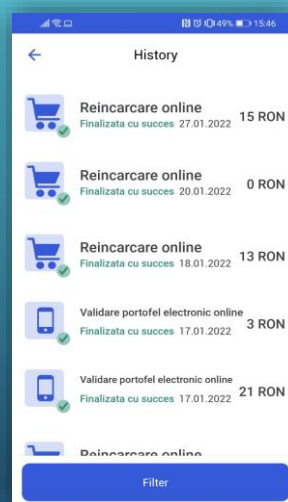 49% 15:46
History
Reincarcare online
Finalizata cu succes 27.01.2022
15 RON
Reincarcare online
Finalizata cu succes 20.01.2022
0 RON
Reincarcare online
Finalizata cu succes 18.01.2022
13 RON
Validare portofel electronic online
Finalizata cu succes 17.01.2022
3 RON
Validare portofel electronic online
Finalizata cu succes 17.01.2022
21 RON
Reincarcare online
Filter